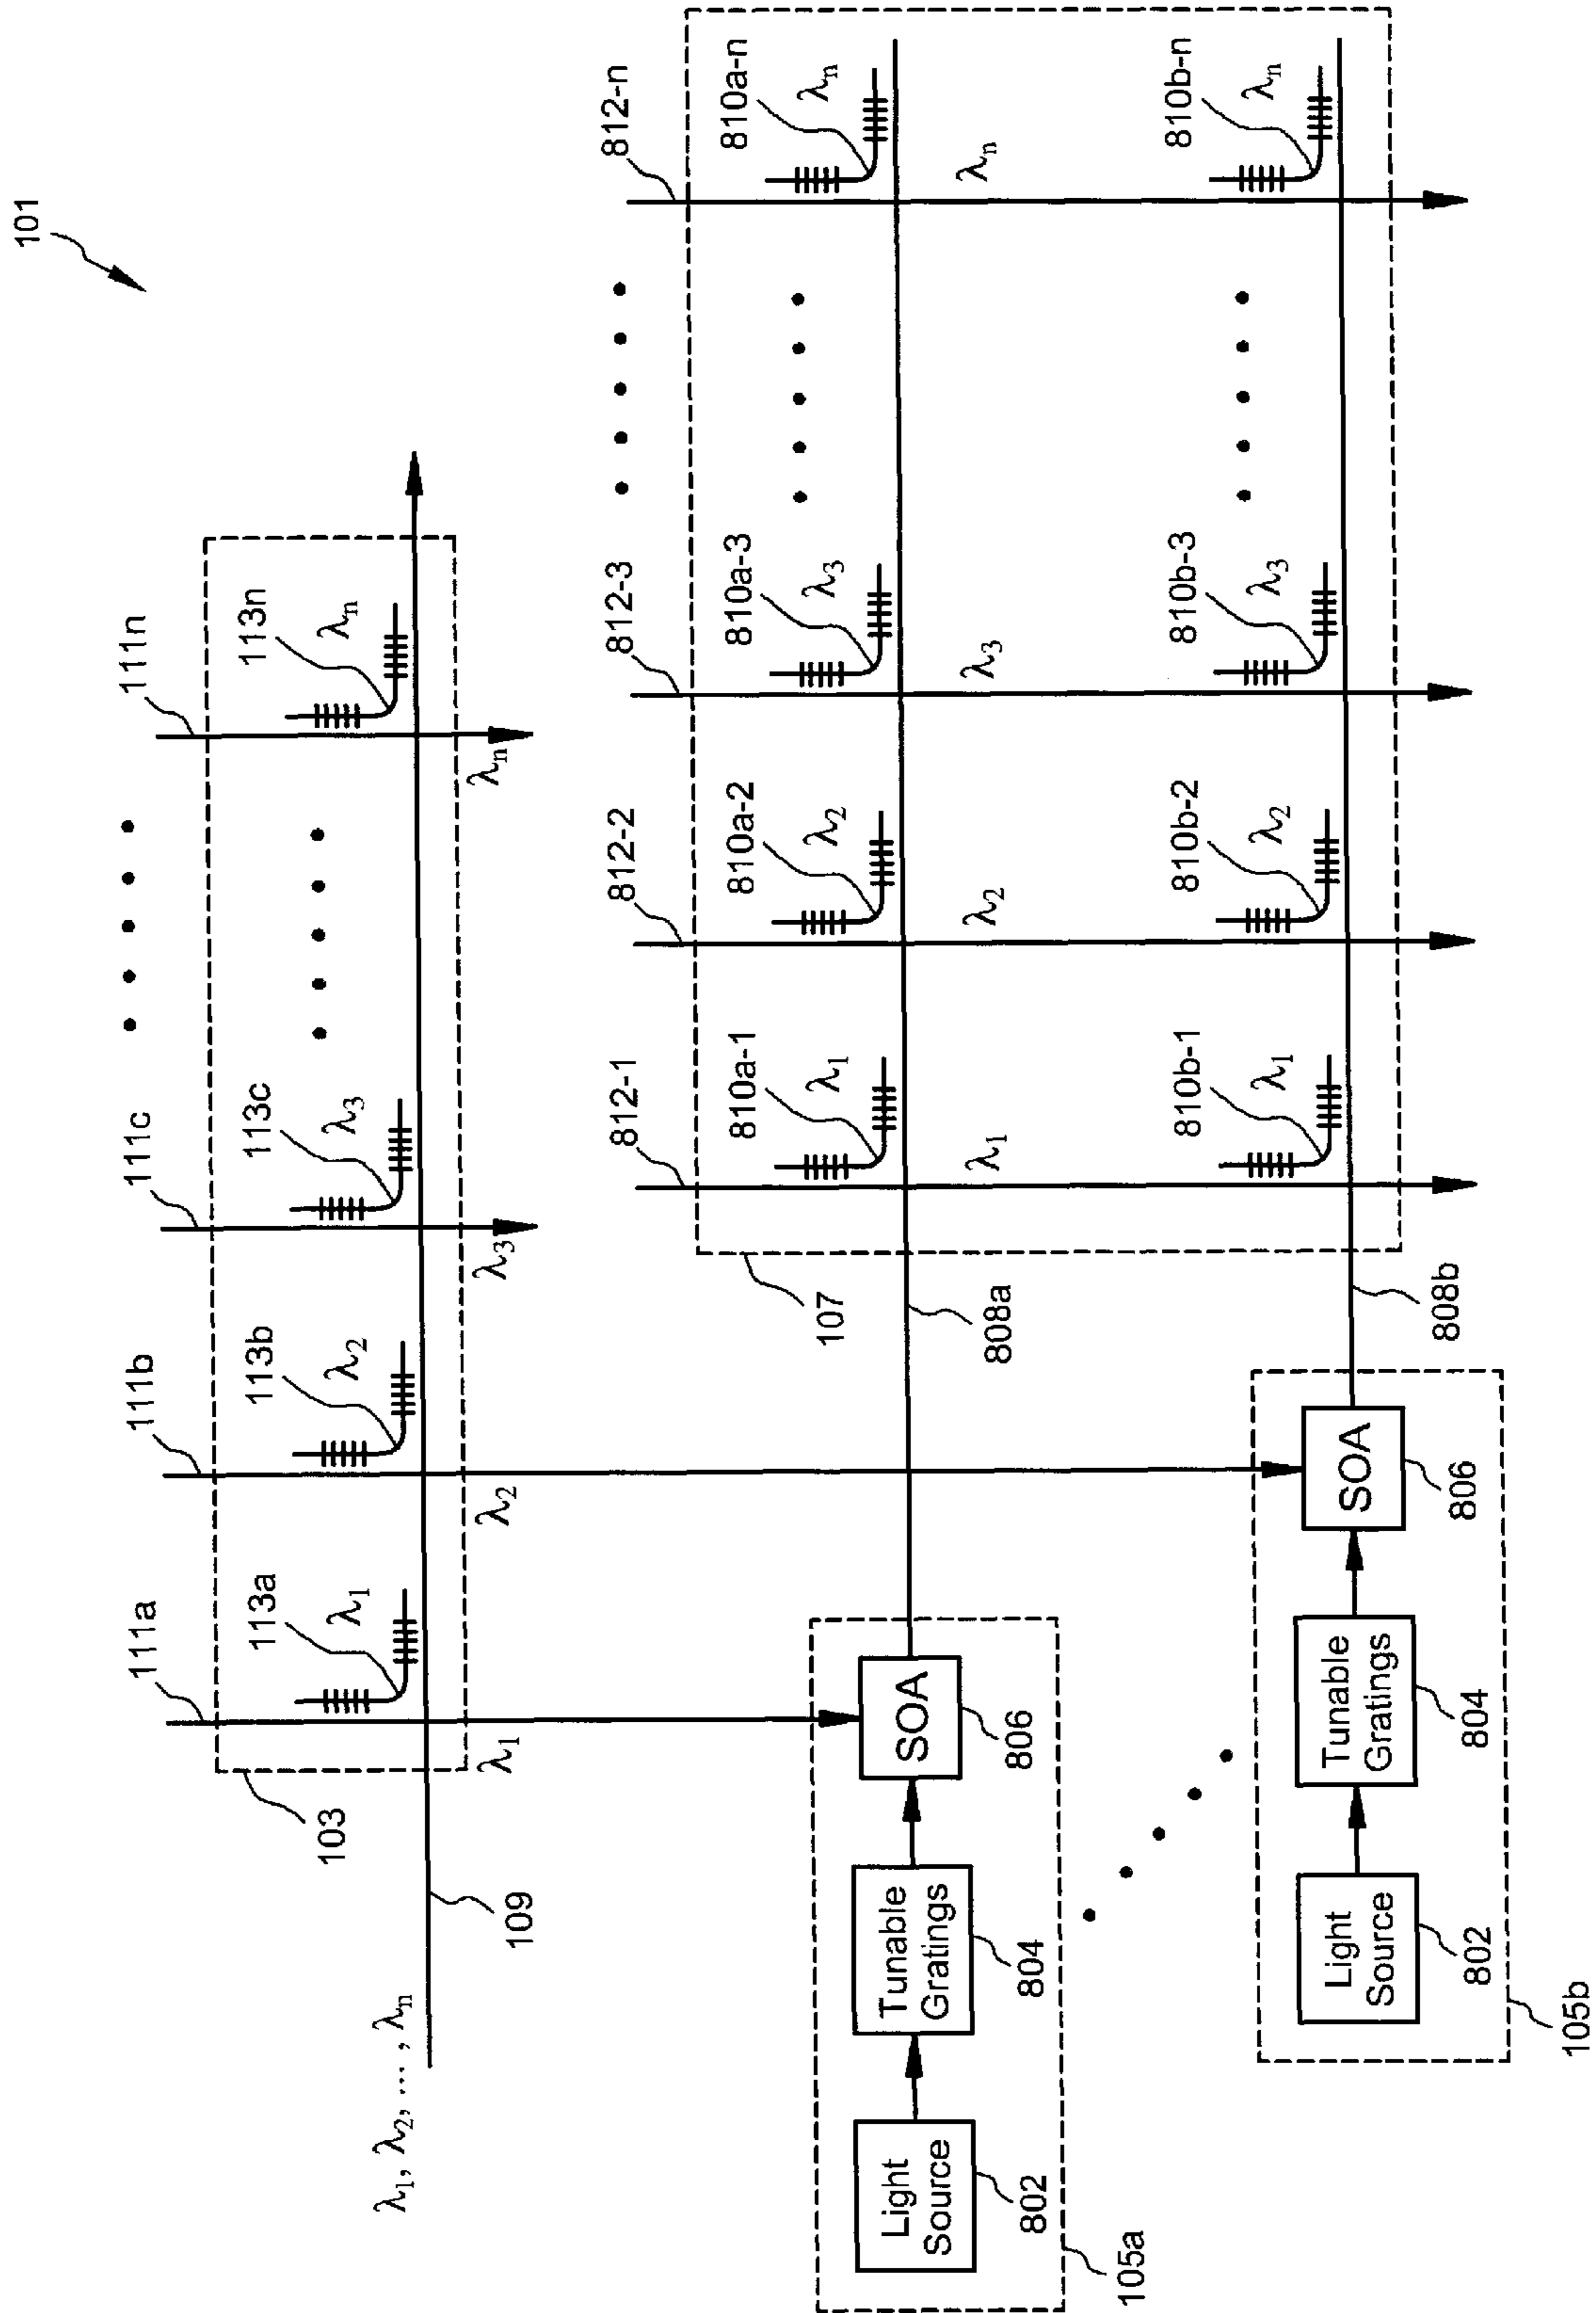 101
111a
111b
111c
111n
113a
λ1
113b
λ2
113c
λ3
113n
λn
103
λ1
λ2
λ3
λn
λ1, λ2, ... , λn
109
812-1
812-2
812-3
812-n
810a-1
λ1
810a-2
λ2
810a-3
λ3
810a-n
λn
107
λ1
λ2
λ3
λn
808a
Light
Source
802
Tunable
Gratings
804
SOA
806
105a
810b-1
λ1
810b-2
λ2
810b-3
λ3
810b-n
λn
808b
Light
Source
802
Tunable
Gratings
804
SOA
806
105b